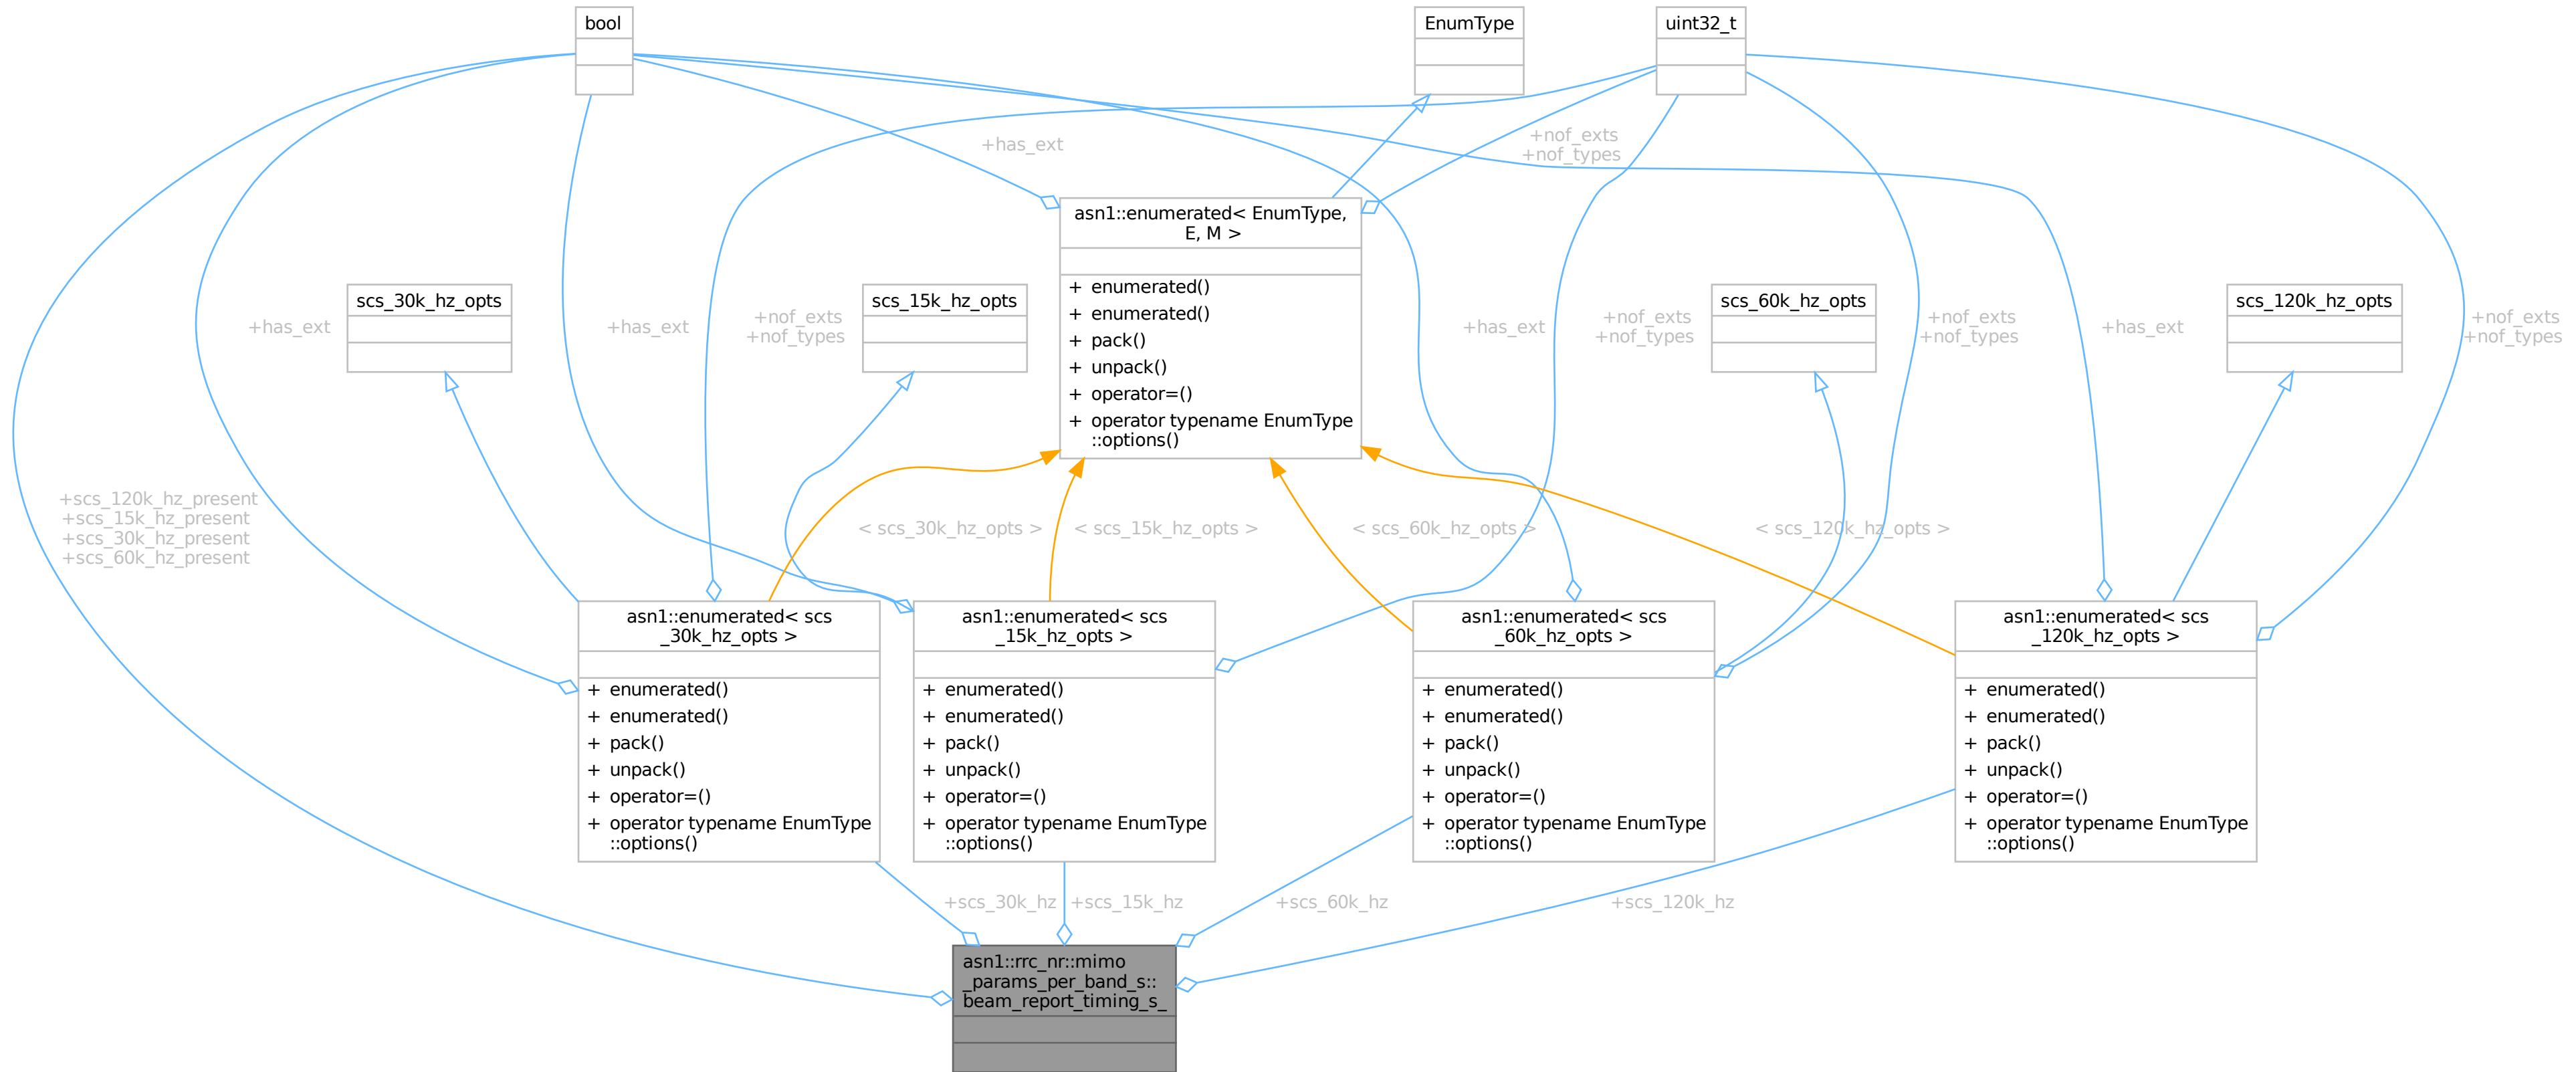 bool
EnumType
uint32_t
+has_ext
+nof_exts
+nof_types
asn1::enumerated< EnumType,
E, M >
+ enumerated()
+ enumerated()
+ pack()
+ unpack()
+ operator=()
+ operator typename EnumType
::options()
scs_30k_hz_opts
scs_15k_hz_opts
scs_60k_hz_opts
scs_120k_hz_opts
+has_ext
+has_ext
+nof_exts
+nof_types
+has_ext
+nof_exts
+nof_types
+nof_exts
+nof_types
+has_ext
+nof_exts
+nof_types
+scs_120k_hz_present
+scs_15k_hz_present
+scs_30k_hz_present
+scs_60k_hz_present
< scs_30k_hz_opts >
< scs_15k_hz_opts >
< scs_60k_hz_opts >
< scs_120k_hz_opts >
asn1::enumerated< scs
_30k_hz_opts >
+ enumerated()
+ enumerated()
+ pack()
+ unpack()
+ operator=()
+ operator typename EnumType
::options()
asn1::enumerated< scs
_15k_hz_opts >
+ enumerated()
+ enumerated()
+ pack()
+ unpack()
+ operator=()
+ operator typename EnumType
::options()
asn1::enumerated< scs
_60k_hz_opts >
+ enumerated()
+ enumerated()
+ pack()
+ unpack()
+ operator=()
+ operator typename EnumType
::options()
asn1::enumerated< scs
_120k_hz_opts >
+ enumerated()
+ enumerated()
+ pack()
+ unpack()
+ operator=()
+ operator typename EnumType
::options()
+scs_30k_hz
+scs_15k_hz
+scs_60k_hz
+scs_120k_hz
asn1::rrc_nr::mimo
_params_per_band_s::
beam_report_timing_s_